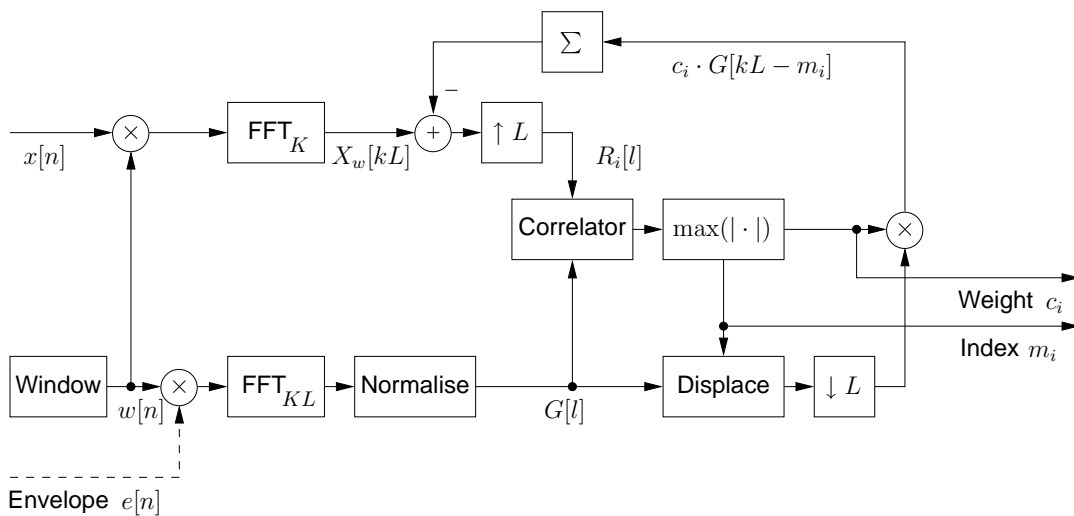 ∑
c_i · G[kL − m_i]
−
×
FFT_K
+
↑ L
x[n]
X_w[kL]
R_i[l]
Correlator
max(| · |)
×
Weight c_i
Index m_i
Window
×
FFT_KL
Normalise
Displace
↓ L
w[n]
G[l]
Envelope e[n]